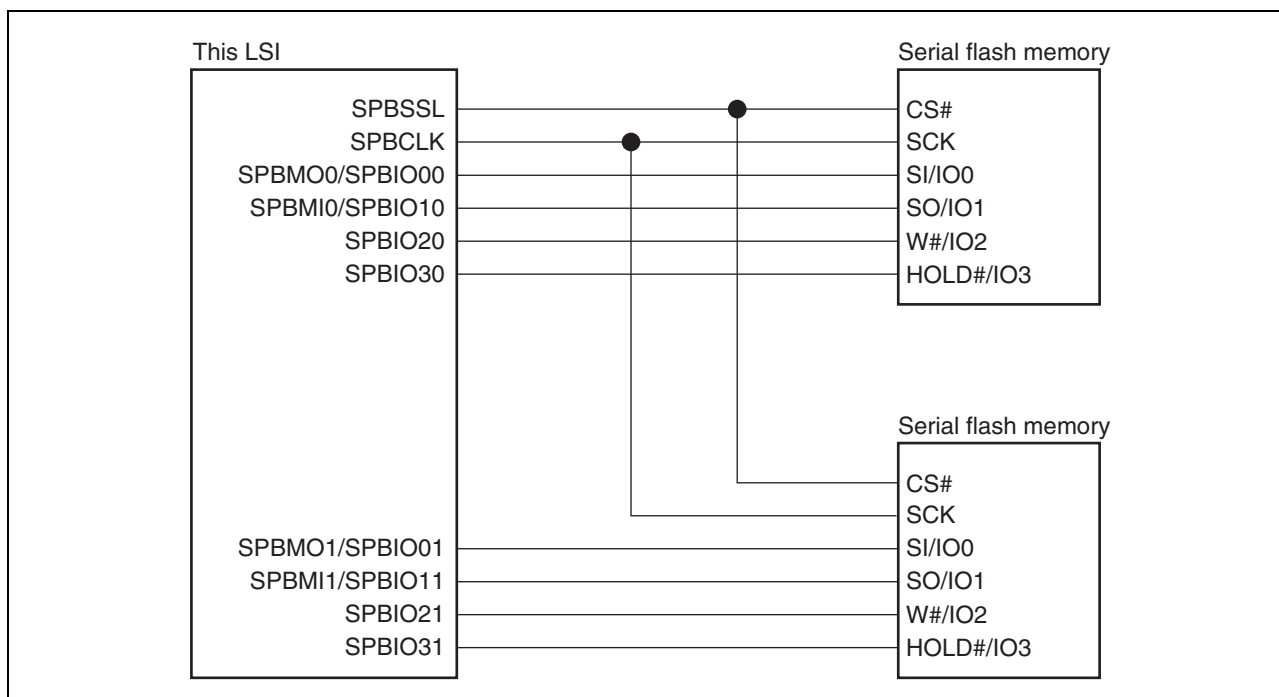 This LSI
SPBSSL
SPBCLK
SPBMO0/SPBIO00
SPBMI0/SPBIO10
SPBIO20
SPBIO30
SPBMO1/SPBIO01
SPBMI1/SPBIO11
SPBIO21
SPBIO31
Serial flash memory
CS#
SCK
SI/IO0
SO/IO1
W#/IO2
HOLD#/IO3
Serial flash memory
CS#
SCK
SI/IO0
SO/IO1
W#/IO2
HOLD#/IO3